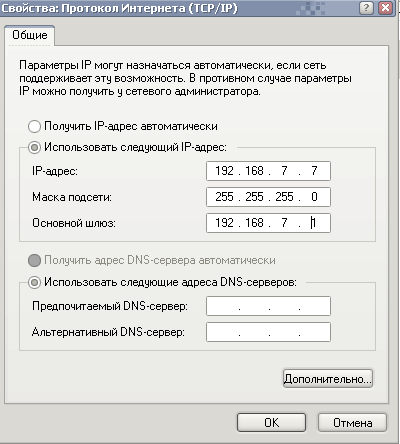 Свойства: Протокол Интернета (TCP/IP)
Общие
Параметры IP могут назначаться автоматически, если сеть
поддерживает эту возможность. В противном случае параметры
IP можно получить у сетевого администратора.
Получить IP-адрес автоматически
Использовать следующий IP-адрес:
IP-адрес: 192 . 168 . 7 . 7
Маска подсети: 255 . 255 . 255 . 0
Основной шлюз: 192 . 168 . 7 . 1
Получить адрес DNS-сервера автоматически
Использовать следующие адреса DNS-серверов:
Предпочитаемый DNS-сервер: . . .
Альтернативный DNS-сервер: . . .
Дополнительно...
OK Отмена